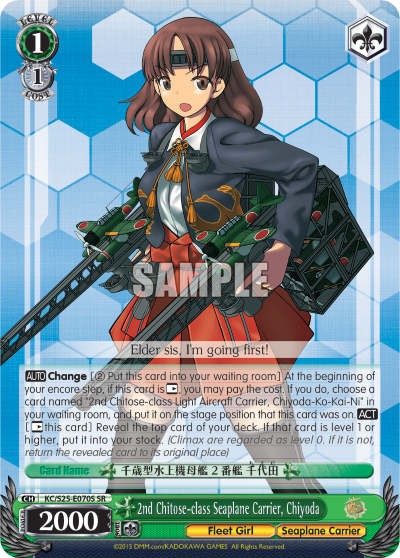 LEVEL
1
1
COST
SAMPLE
Elder sis, I'm going first!
AUTO Change [② Put this card into your waiting room] At the beginning
of your encore step, if this card is , you may pay the cost. If you do, choose a
card named "2nd Chitose-class Light Aircraft Carrier, Chiyoda-Ko-Kai-Ni" in
your waiting room, and put it on the stage position that this card was on. ACT
[ this card] Reveal the top card of your deck. If that card is level 1 or
higher, put it into your stock. (Climax are regarded as level 0. If it is not,
return the revealed card to its original place.)
Card Name 千歳型水上機母艦 2番艦 千代田
CH KC/S25-E070S SR
2000
2nd Chitose-class Seaplane Carrier, Chiyoda
Fleet Girl Seaplane Carrier
©2015 DMM.com/KADOKAWA GAMES All Rights Reserved.